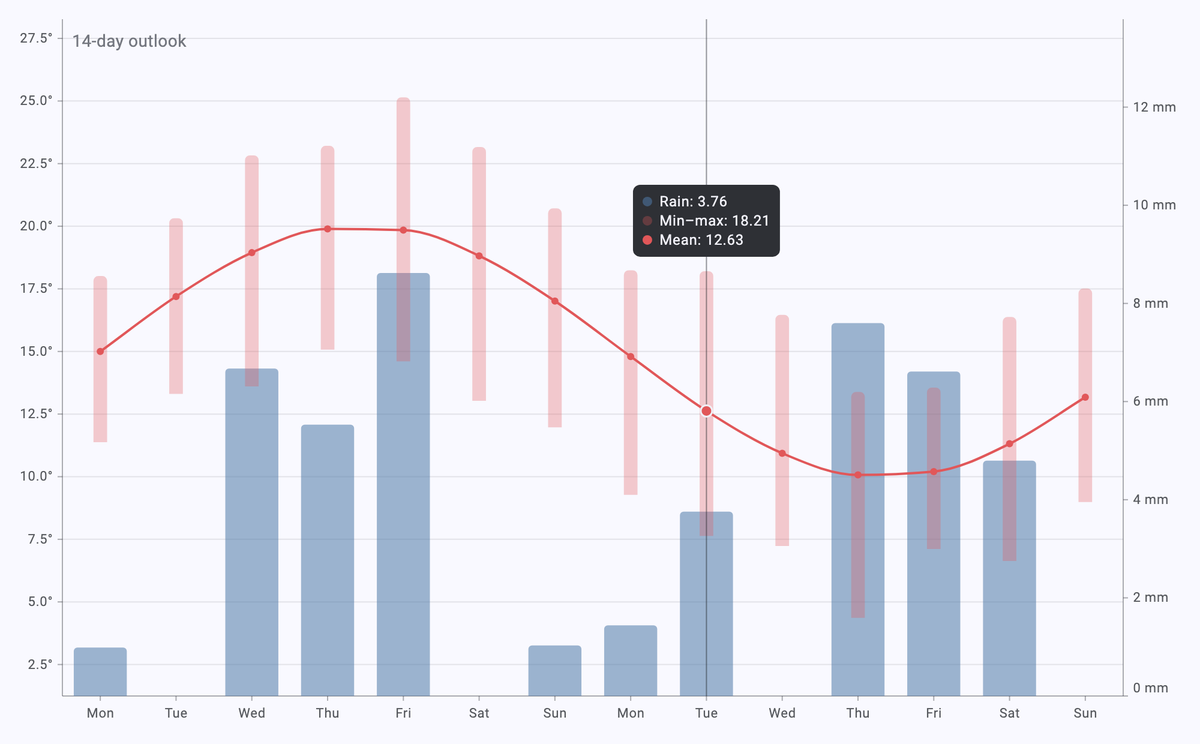 14-day outlook
27.5°
25.0°
22.5°
20.0°
17.5°
15.0°
12.5°
10.0°
7.5°
5.0°
2.5°
12 mm
10 mm
8 mm
6 mm
4 mm
2 mm
0 mm
Rain: 3.76
Min–max: 18.21
Mean: 12.63
Mon Tue Wed Thu Fri Sat Sun Mon Tue Wed Thu Fri Sat Sun